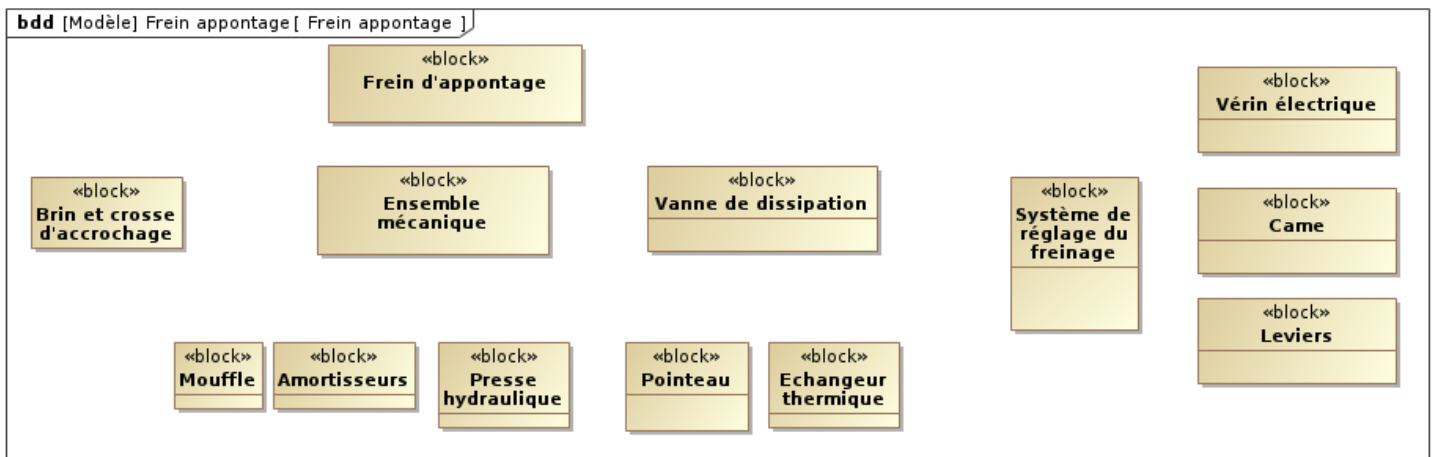 bdd [Modèle] Frein appontage[ Frein appontage ]
«block»
Frein d'appontage
«block»
Vérin électrique
«block»
Brin et crosse
d'accrochage
«block»
Ensemble
mécanique
«block»
Vanne de dissipation
«block»
Système de
réglage du
freinage
«block»
Came
«block»
Leviers
«block»
Mouffle
«block»
Amortisseurs
«block»
Presse
hydraulique
«block»
Pointeau
«block»
Echangeur
thermique